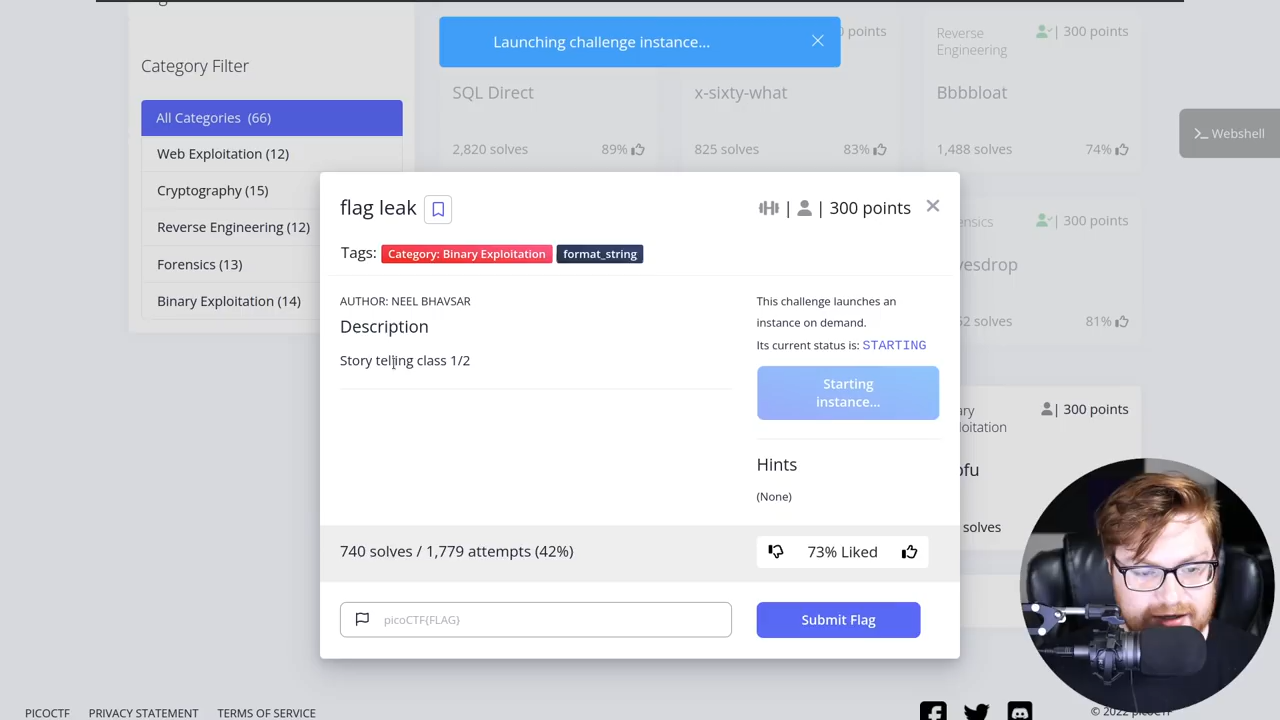 Launching challenge instance...
Category Filter
All Categories (66)
Web Exploitation (12)
Cryptography (15)
Reverse Engineering (12)
Forensics (13)
Binary Exploitation (14)
points
SQL Direct
2,820 solves
89%
x-sixty-what
825 solves
83%
Reverse
Engineering
| 300 points
Bbbbloat
1,488 solves
74%
Webshell
flag leak
| | 300 points
Tags: Category: Binary Exploitation format_string
AUTHOR: NEEL BHAVSAR
Description
Story telling class 1/2
This challenge launches an
instance on demand.
Its current status is: STARTING
Starting
instance...
Hints
(None)
740 solves / 1,779 attempts (42%)
73% Liked
picoCTF{FLAG}
Submit Flag
| 300 points
81%
| 300 points
solves
PICOCTF
PRIVACY STATEMENT
TERMS OF SERVICE
© 2022 picoCTF